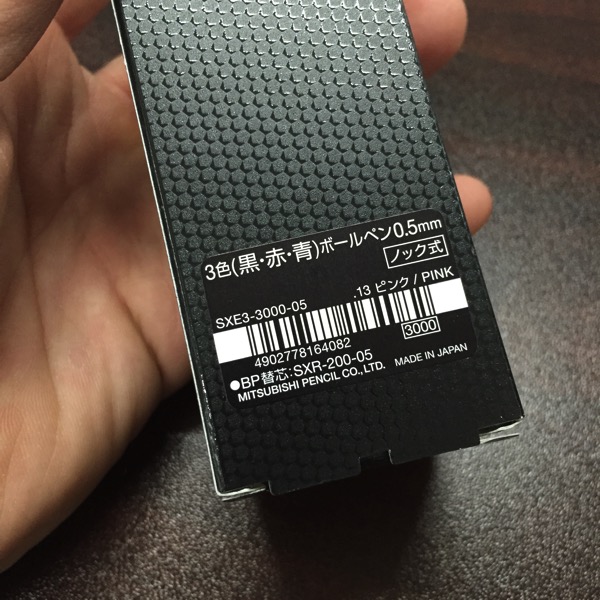 3色(黒・赤・青)ボールペン0.5mm
ノック式
SXE3-3000-05 .13 ピンク / PINK
4902778164082 3000
●BP替芯:SXR-200-05
MITSUBISHI PENCIL CO., LTD. MADE IN JAPAN